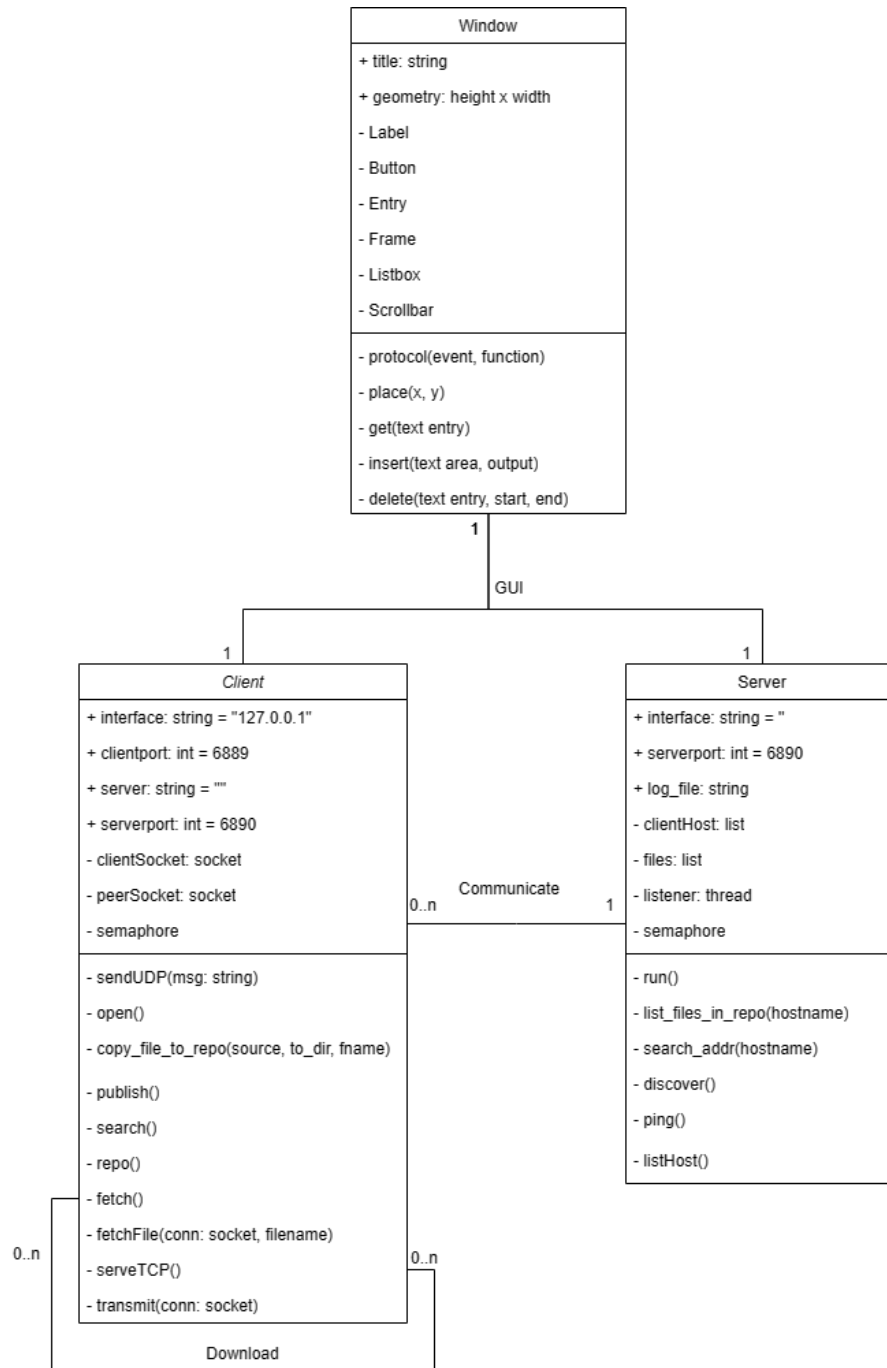 Window
+ title: string
+ geometry: height x width
- Label
- Button
- Entry
- Frame
- Listbox
- Scrollbar
- protocol(event, function)
- place(x, y)
- get(text entry)
- insert(text area, output)
- delete(text entry, start, end)
1
GUI
1
1
Client
+ interface: string = "127.0.0.1"
+ clientport: int = 6889
+ server: string = ""
+ serverport: int = 6890
- clientSocket: socket
- peerSocket: socket
- semaphore
- sendUDP(msg: string)
- open()
- copy_file_to_repo(source, to_dir, fname)
- publish()
- search()
- repo()
- fetch()
- fetchFile(conn: socket, filename)
- serveTCP()
- transmit(conn: socket)
Communicate
0..n
1
Server
+ interface: string = ''
+ serverport: int = 6890
+ log_file: string
- clientHost: list
- files: list
- listener: thread
- semaphore
- run()
- list_files_in_repo(hostname)
- search_addr(hostname)
- discover()
- ping()
- listHost()
0..n
0..n
Download